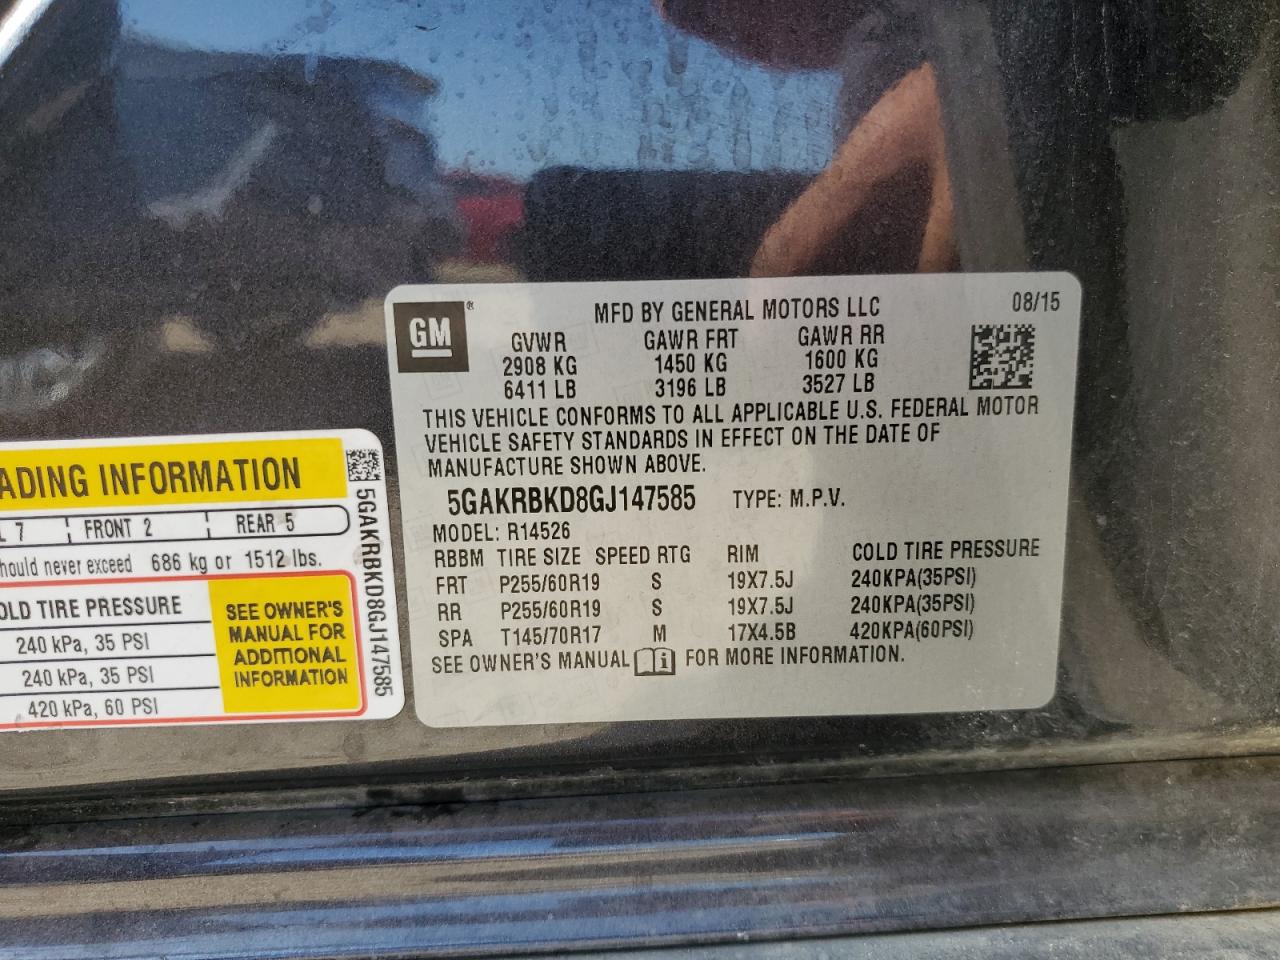 GM ®
MFD BY GENERAL MOTORS LLC 08/15
GVWR GAWR FRT GAWR RR
2908 KG 1450 KG 1600 KG
6411 LB 3196 LB 3527 LB
THIS VEHICLE CONFORMS TO ALL APPLICABLE U.S. FEDERAL MOTOR
VEHICLE SAFETY STANDARDS IN EFFECT ON THE DATE OF
MANUFACTURE SHOWN ABOVE.
5GAKRBKD8GJ147585 TYPE: M.P.V.
MODEL: R14526
RBBM TIRE SIZE SPEED RTG RIM COLD TIRE PRESSURE
FRT P255/60R19 S 19X7.5J 240KPA(35PSI)
RR P255/60R19 S 19X7.5J 240KPA(35PSI)
SPA T145/70R17 M 17X4.5B 420KPA(60PSI)
SEE OWNER'S MANUAL i FOR MORE INFORMATION.
ADING INFORMATION
L 7 FRONT 2 REAR 5
hould never exceed 686 kg or 1512 lbs.
OLD TIRE PRESSURE
240 kPa, 35 PSI
240 kPa, 35 PSI
420 kPa, 60 PSI
SEE OWNER'S
MANUAL FOR
ADDITIONAL
INFORMATION
5GAKRBKD8GJ147585